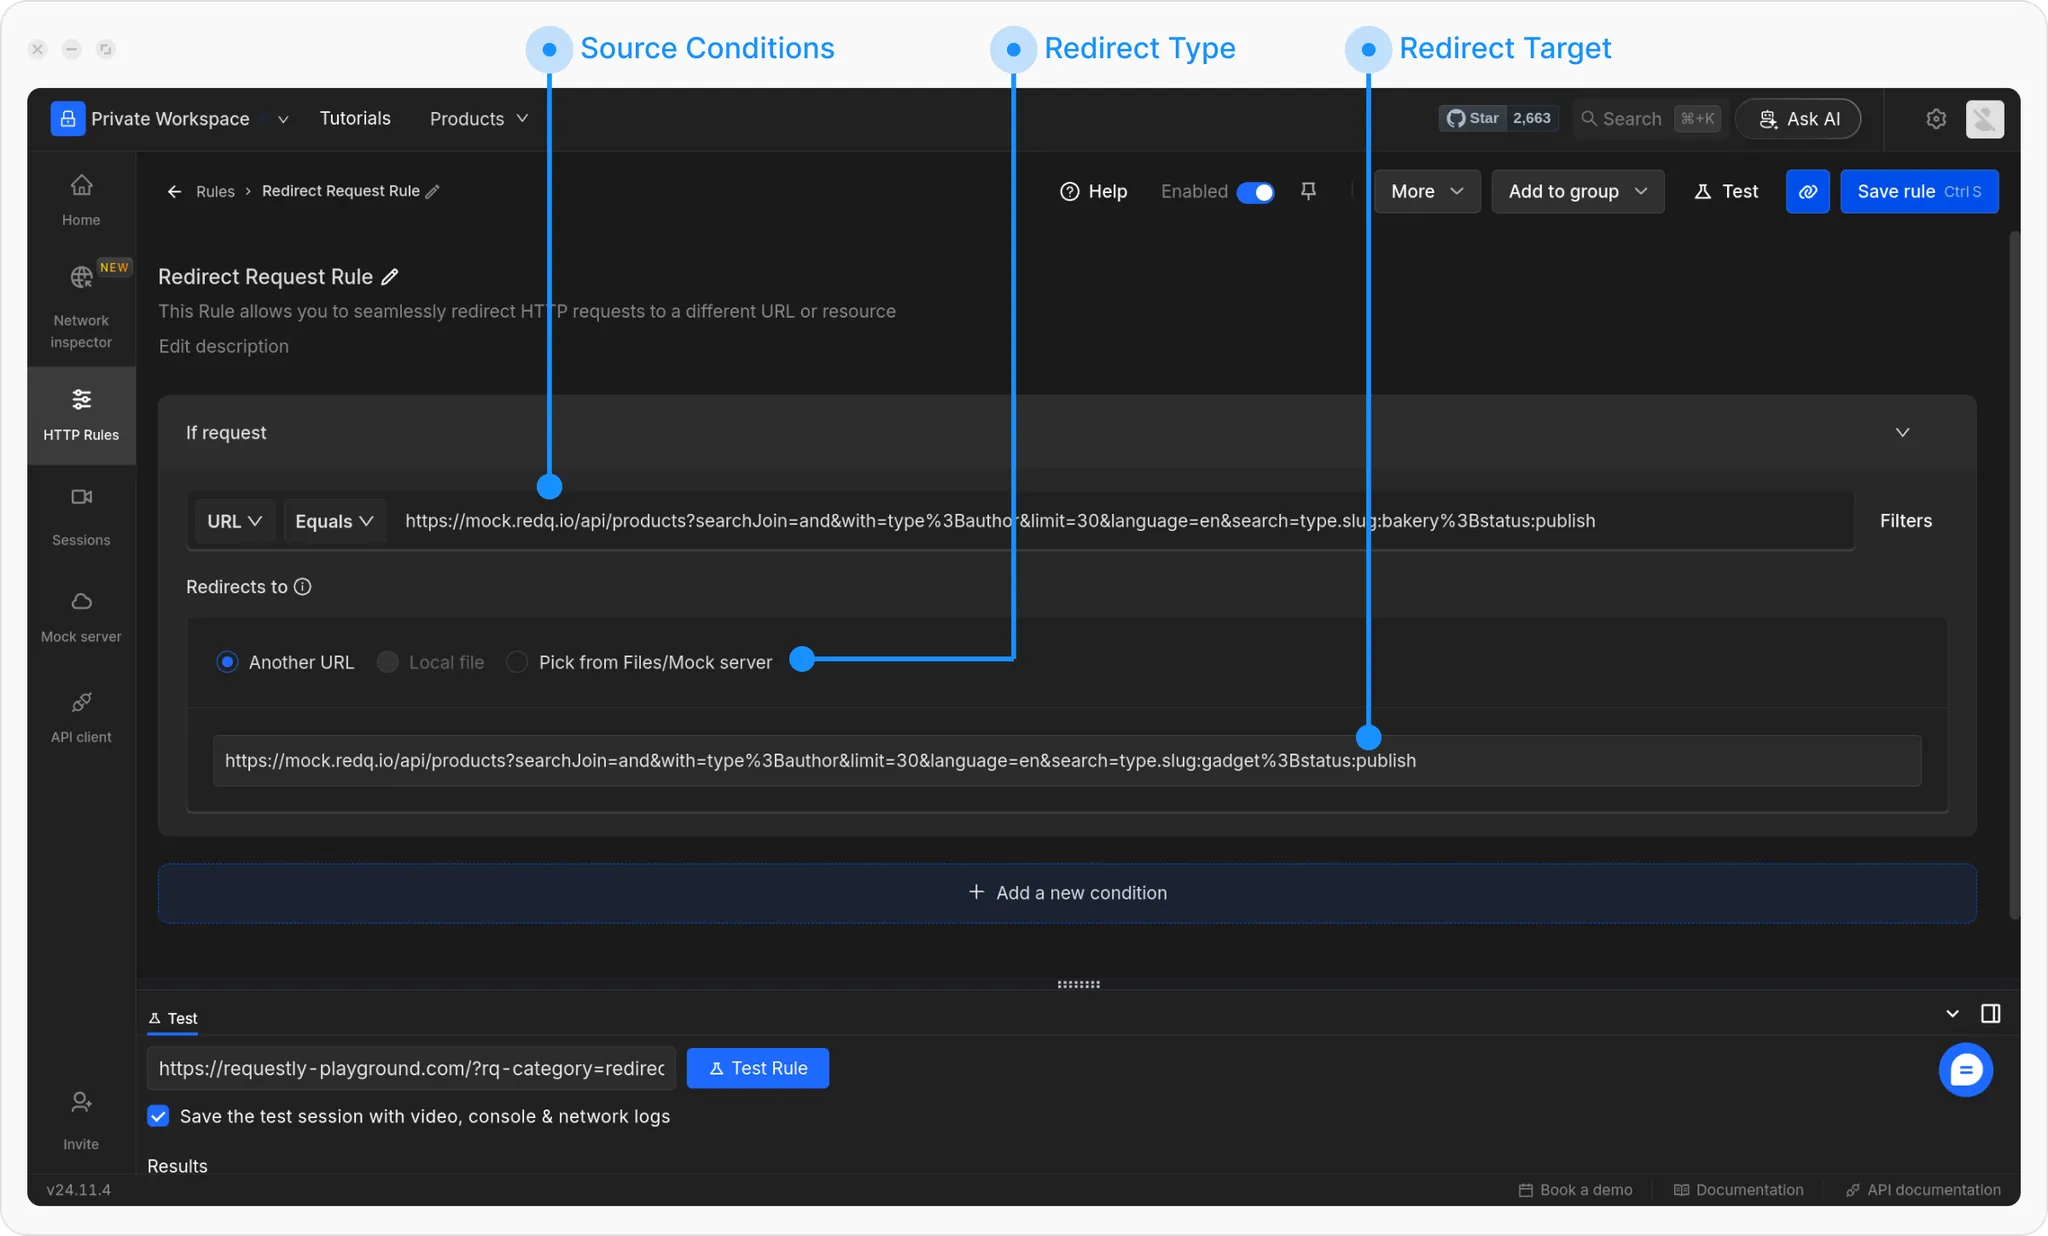 Source Conditions
Redirect Type
Redirect Target
Private Workspace
Tutorials
Products
Star 2,663
Search ⌘+K
Ask AI
Rules › Redirect Request Rule
Help
Enabled
More
Add to group
Test
Save rule Ctrl S
Home
NEW
Network
inspector
HTTP Rules
Sessions
Mock server
API client
Invite
Redirect Request Rule
This Rule allows you to seamlessly redirect HTTP requests to a different URL or resource
Edit description
If request
URL
Equals
https://mock.redq.io/api/products?searchJoin=and&with=type%3Bauthor&limit=30&language=en&search=type.slug:bakery%3Bstatus:publish
Filters
Redirects to
Another URL
Local file
Pick from Files/Mock server
https://mock.redq.io/api/products?searchJoin=and&with=type%3Bauthor&limit=30&language=en&search=type.slug:gadget%3Bstatus:publish
+ Add a new condition
Test
https://requestly-playground.com/?rq-category=redirec
Test Rule
Save the test session with video, console & network logs
Results
v24.11.4
Book a demo
Documentation
API documentation